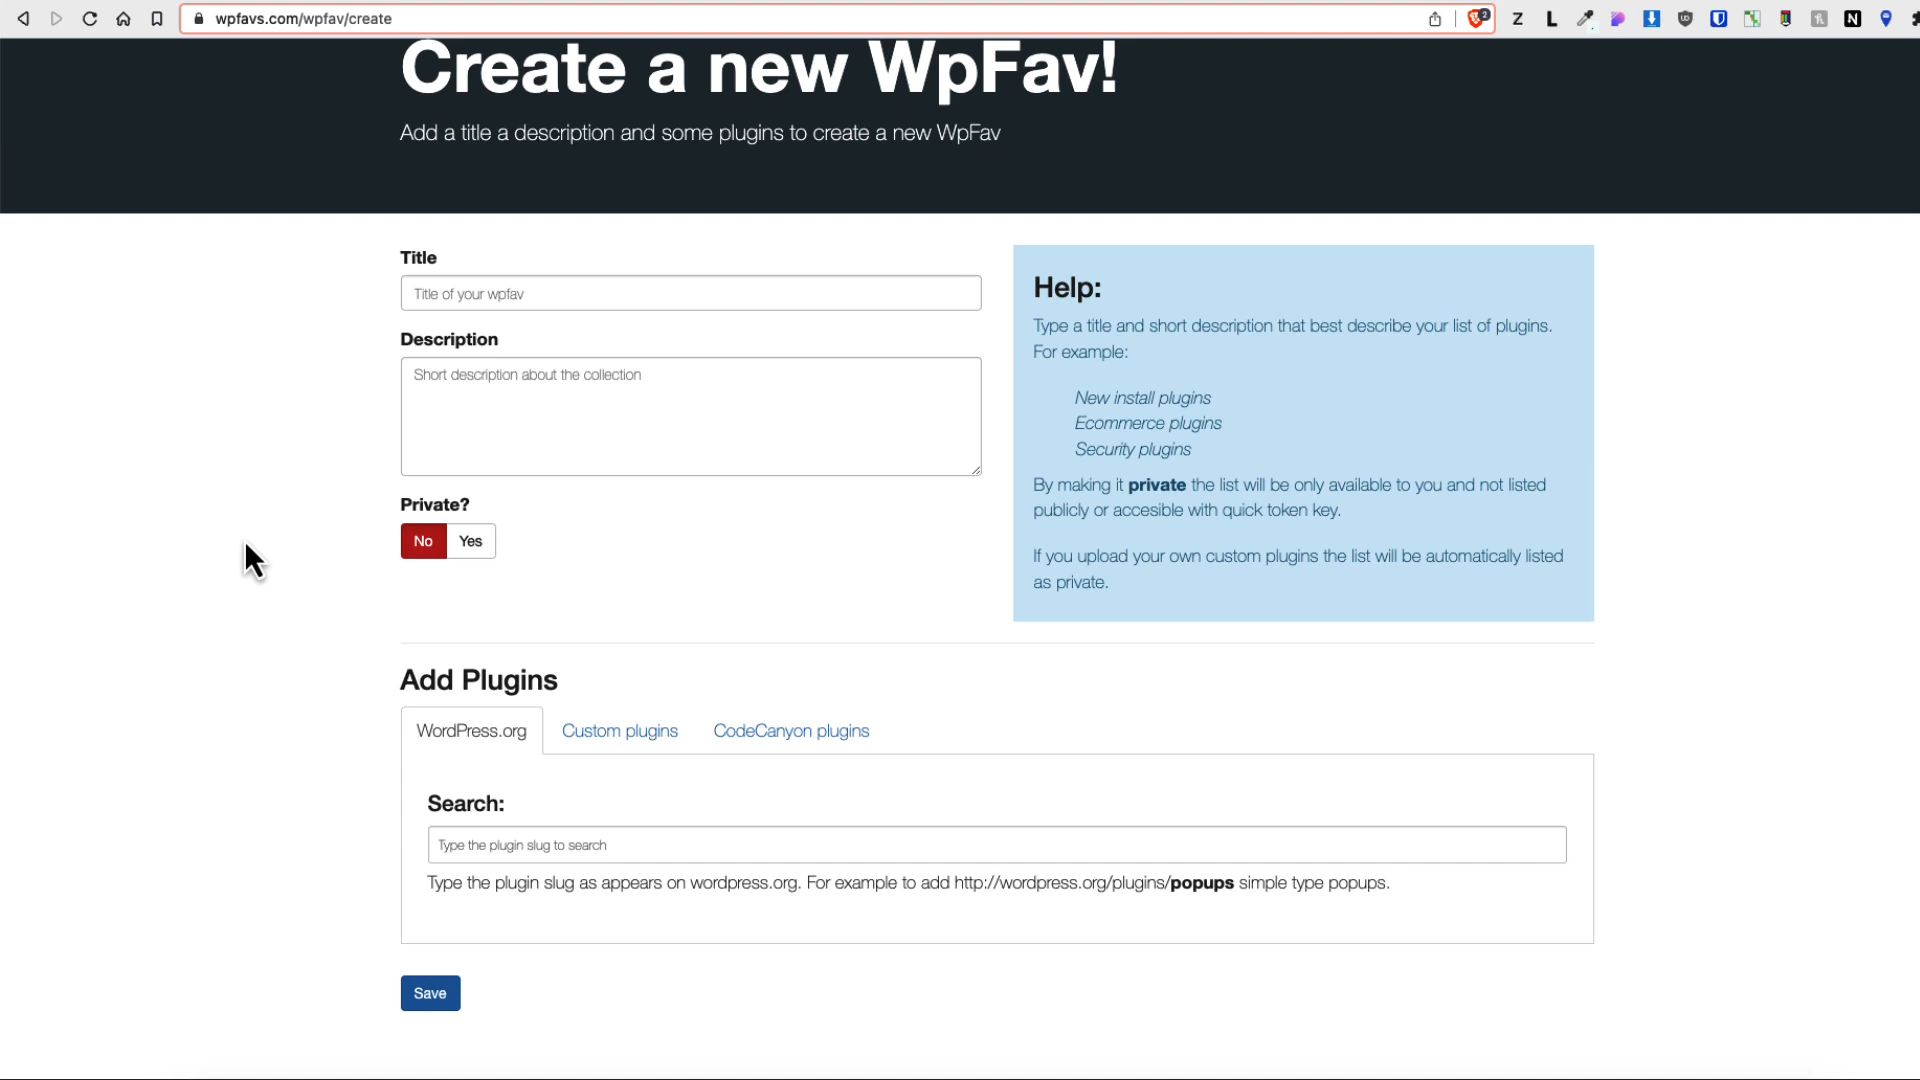 wpfavs.com/wpfav/create
2
Z
L
N
Create a new WpFav!
Add a title a description and some plugins to create a new WpFav
Title
Title of your wpfav
Description
Short description about the collection
Private?
No Yes
Help:
Type a title and short description that best describe your list of plugins.
For example:
New install plugins
Ecommerce plugins
Security plugins
By making it private the list will be only available to you and not listed
publicly or accesible with quick token key.
If you upload your own custom plugins the list will be automatically listed
as private.
Add Plugins
WordPress.org Custom plugins CodeCanyon plugins
Search:
Type the plugin slug to search
Type the plugin slug as appears on wordpress.org. For example to add http://wordpress.org/plugins/popups simple type popups.
Save